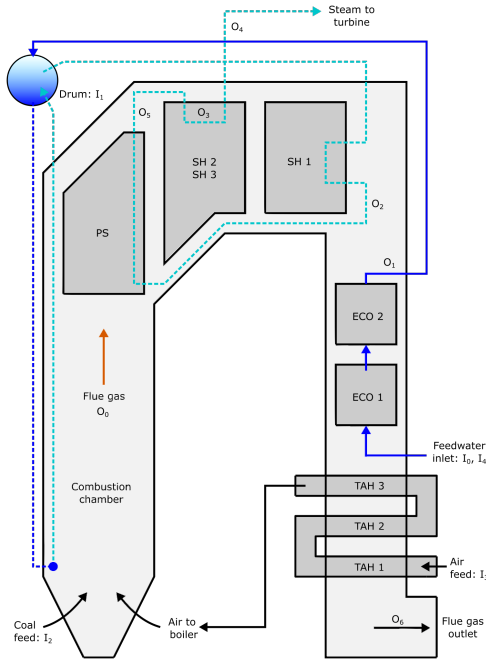 Steam to
turbine
O4
Drum: I1
O5
O3
SH 2
SH 3
SH 1
O2
PS
O1
ECO 2
Flue gas
O0
ECO 1
Feedwater
inlet: I0, I4
Combustion
chamber
TAH 3
TAH 2
TAH 1
Air
feed: I3
Coal
feed: I2
Air to
boiler
O6
Flue gas
outlet